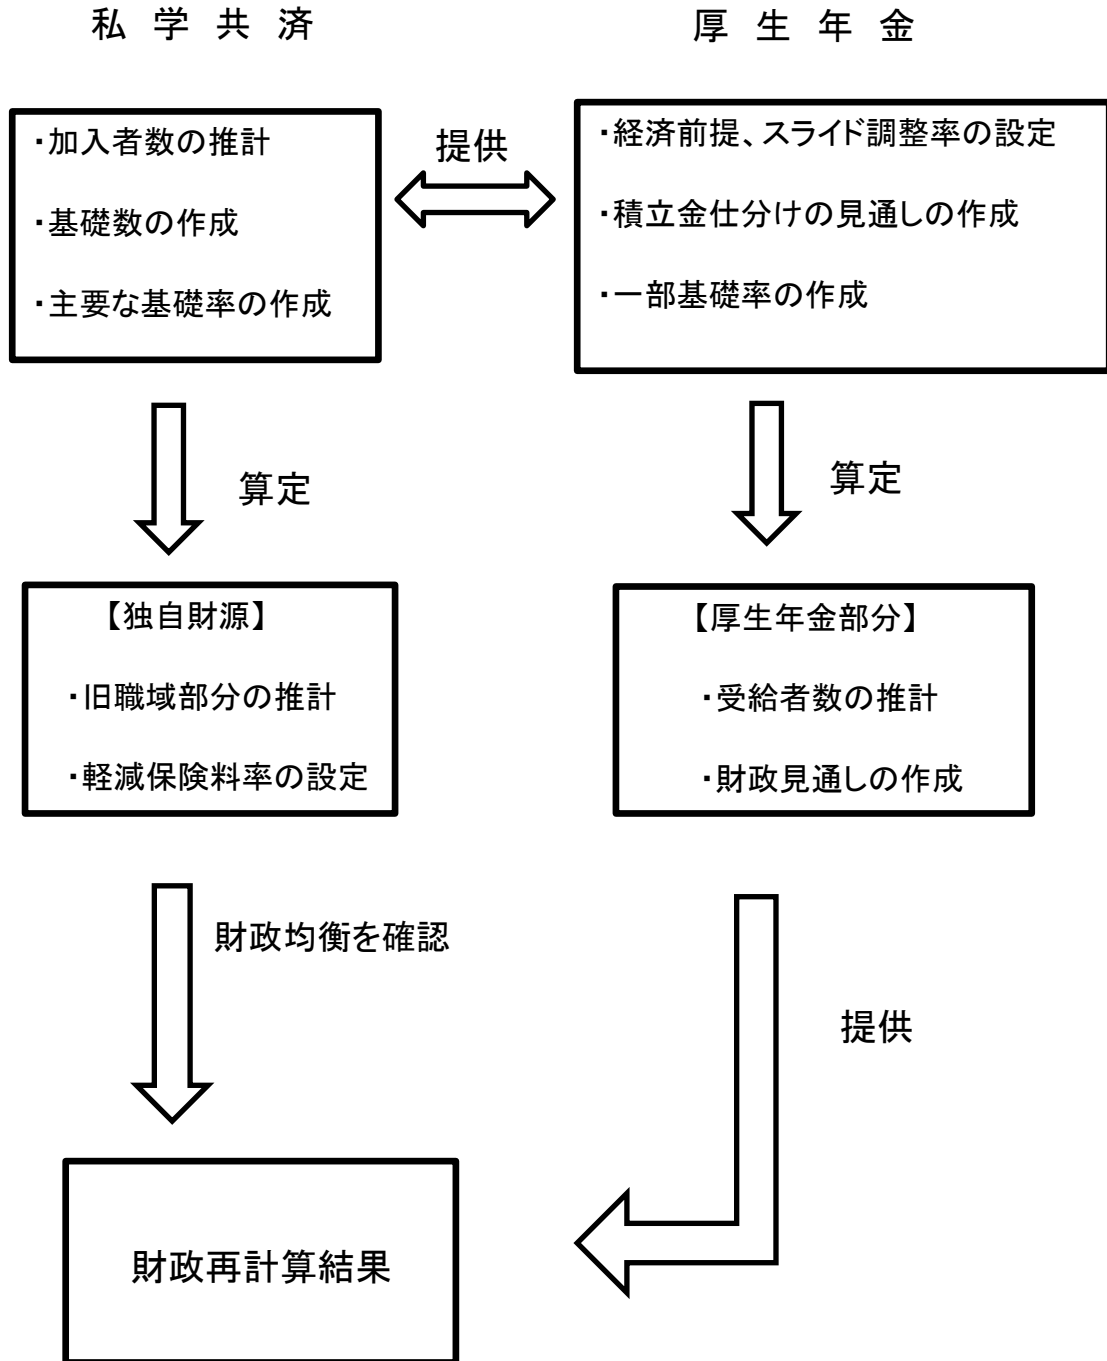 私 学 共 済
厚 生 年 金
・加入者数の推計
・基礎数の作成
・主要な基礎率の作成
提供
・経済前提、スライド調整率の設定
・積立金仕分けの見通しの作成
・一部基礎率の作成
算定
算定
【独自財源】
・旧職域部分の推計
・軽減保険料率の設定
【厚生年金部分】
・受給者数の推計
・財政見通しの作成
財政均衡を確認
提供
財政再計算結果